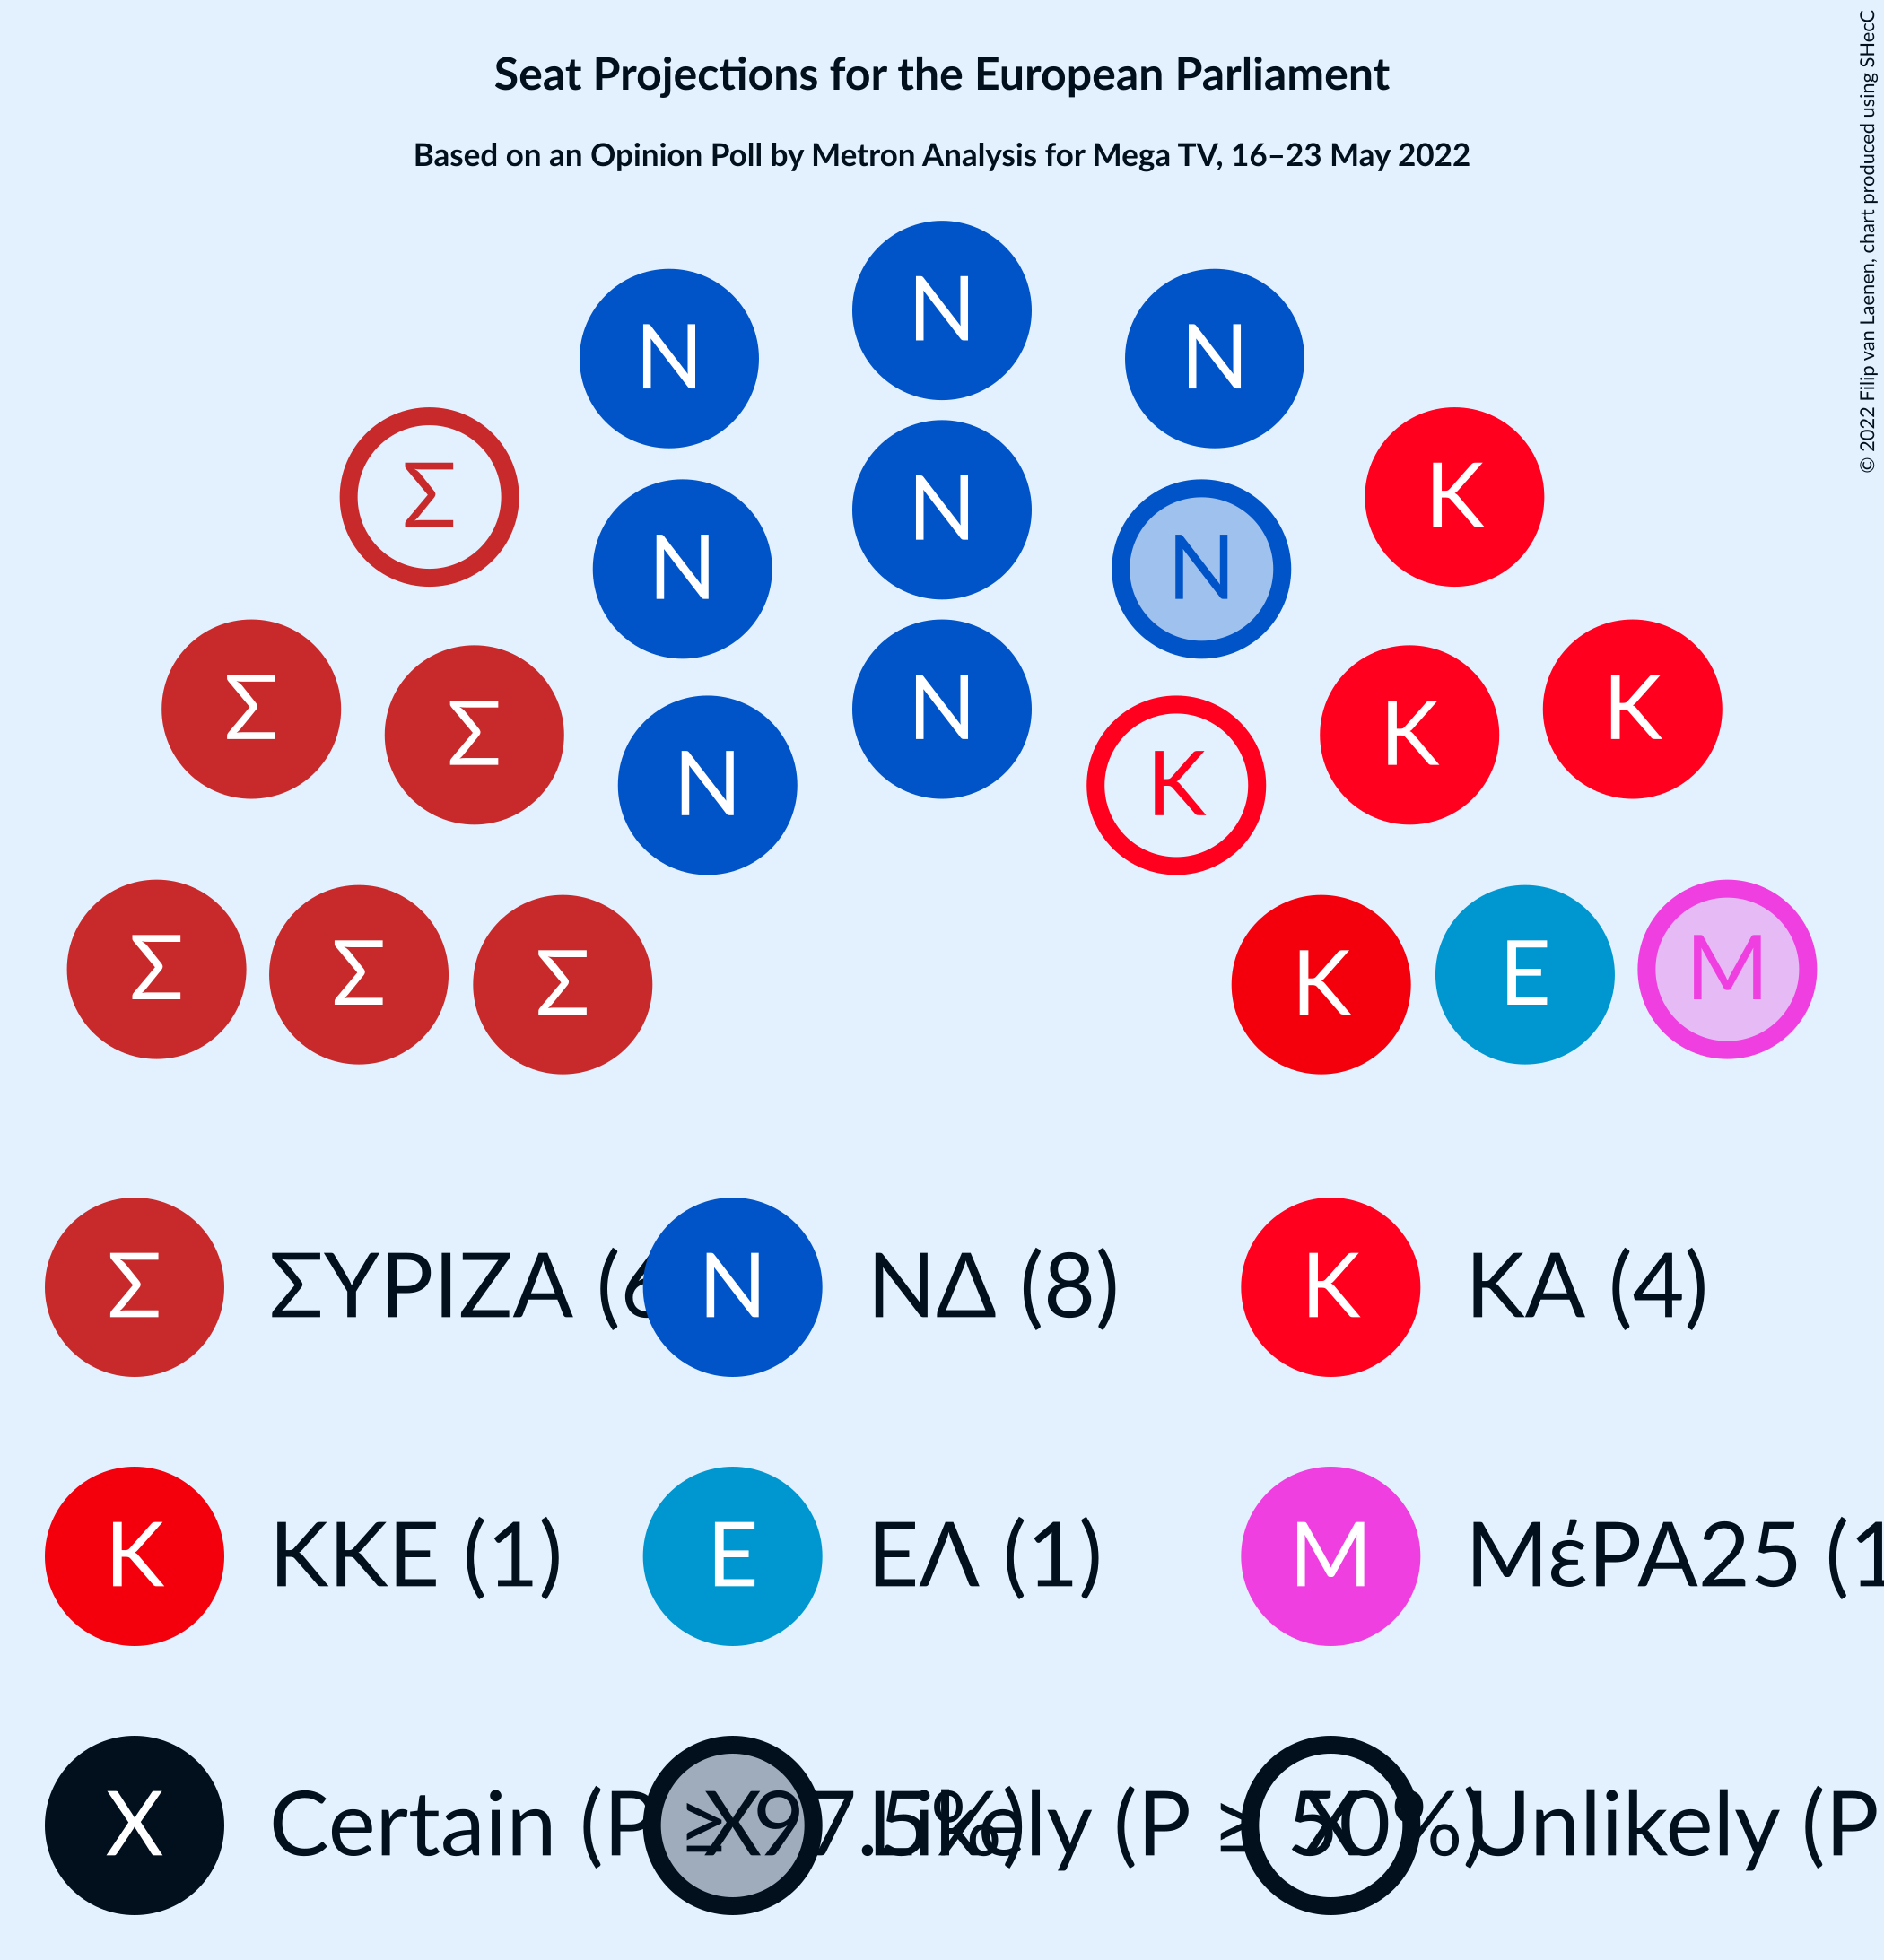 Seat Projections for the European Parliament
Based on an Opinion Poll by Metron Analysis for Mega TV, 16–23 May 2022
© 2022 Filip van Laenen, chart produced using SHecC
N
N N
Σ N K
N N
Σ N K
Σ Σ K K
N K
Σ Σ Σ K E M
Σ ΣΥΡΙΖΑ (6 N ΝΔ (8) K ΚΑ (4)
K ΚΚΕ (1) E ΕΛ (1) M ΜέΡΑ25 (1
X Certain (P ≥ 97.5%) X Likely (P ≥ 50%) X Unlikely (P